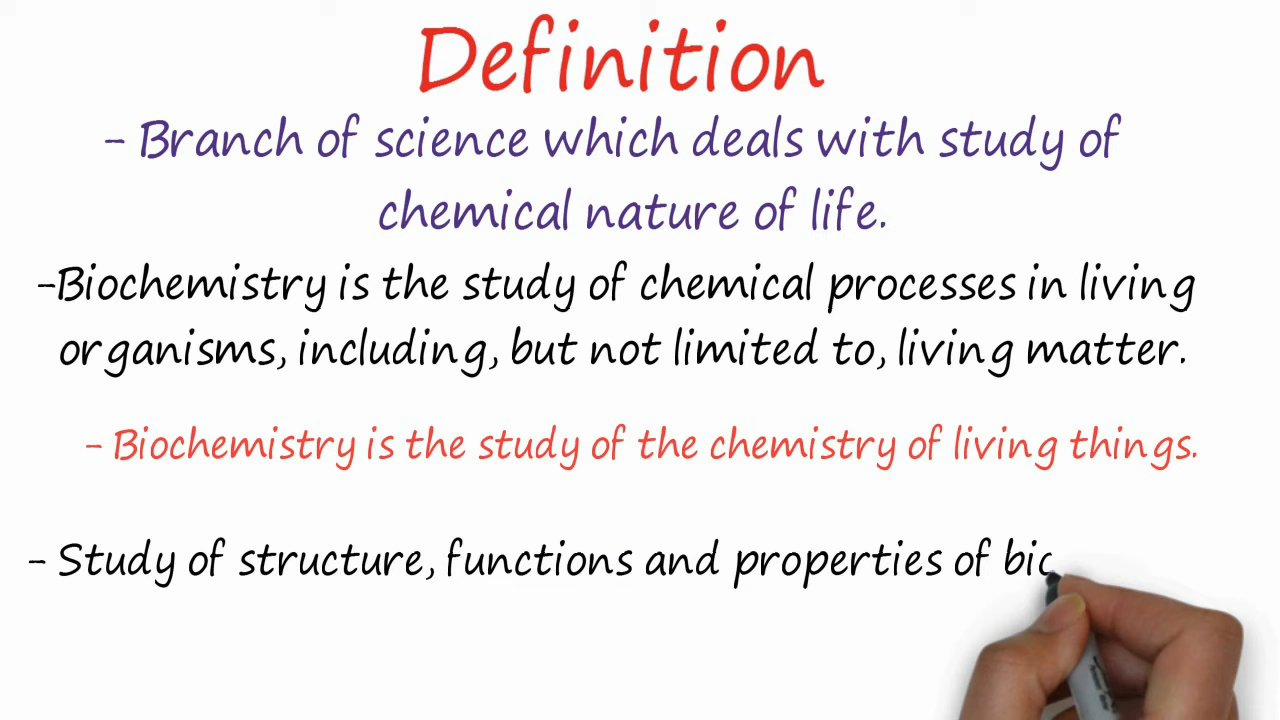 Definition
- Branch of science which deals with study of
chemical nature of life.
-Biochemistry is the study of chemical processes in living
organisms, including, but not limited to, living matter.
- Biochemistry is the study of the chemistry of living things.
- Study of structure, functions and properties of bic